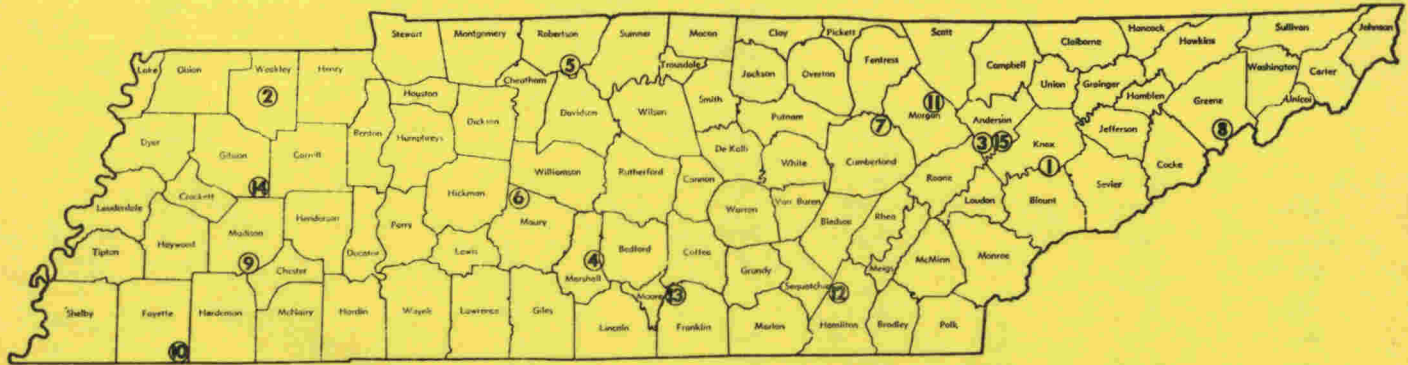 Stewart
Montgomery
Robertson
Sumner
Macon
Clay
Pickett
Scott
Claiborne
Hancock
Hawkins
Sullivan
Johnson
Lake
Obion
Weakley
Henry
Houston
Cheatham
⑤
Trousdale
Jackson
Overton
Fentress
Campbell
Union
Grainger
Hamblen
Washington
Carter
Unicoi
Greene
②
Benton
Humphreys
Dickson
Davidson
Wilson
Smith
Putnam
⑪
Morgan
Anderson
Jefferson
⑧
Dyer
Gibson
Carroll
⑦
③
⑮
Knox
Cocke
⑭
Crockett
Hickman
Williamson
Rutherford
Cannon
De Kalb
White
Cumberland
Roane
①
Sevier
Lauderdale
Haywood
Madison
Henderson
Decatur
Perry
⑥
Maury
Warren
Van Buren
Bledsoe
Rhea
Loudon
Blount
Tipton
⑨
Chester
Lewis
④
Marshall
Bedford
Coffee
Grundy
Sequatchie
Meigs
McMinn
Monroe
Shelby
Fayette
Hardeman
McNairy
Hardin
Wayne
Lawrence
Giles
Lincoln
Moore
⑬
Franklin
Marion
⑫
Hamilton
Bradley
Polk
⑩